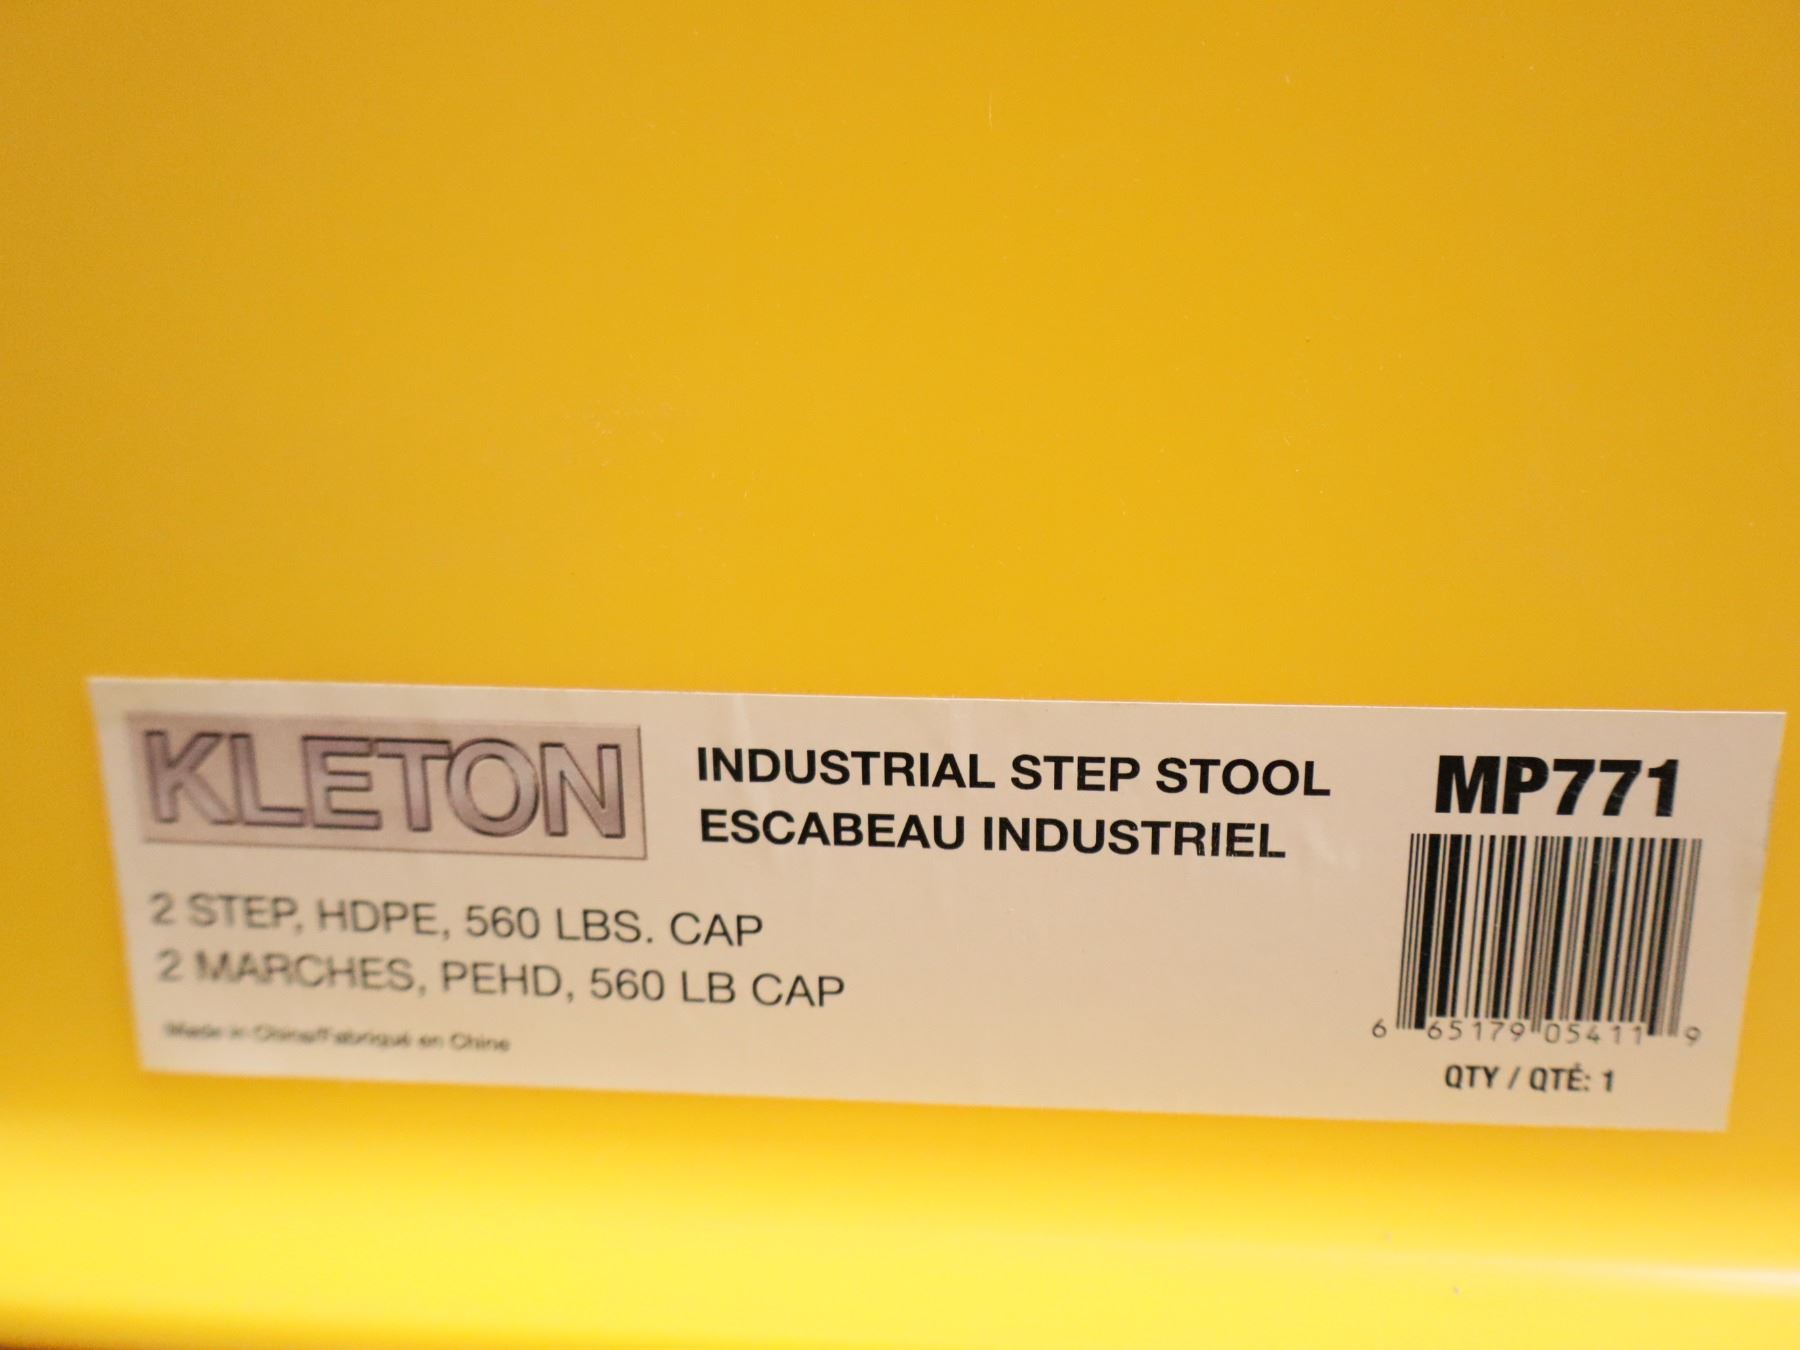 KLETON
INDUSTRIAL STEP STOOL
ESCABEAU INDUSTRIEL
2 STEP, HDPE, 560 LBS. CAP
2 MARCHES, PEHD, 560 LB CAP
Made in China/Fabriqué en Chine
MP771
6 65179 05411 9
QTY / QTÉ: 1